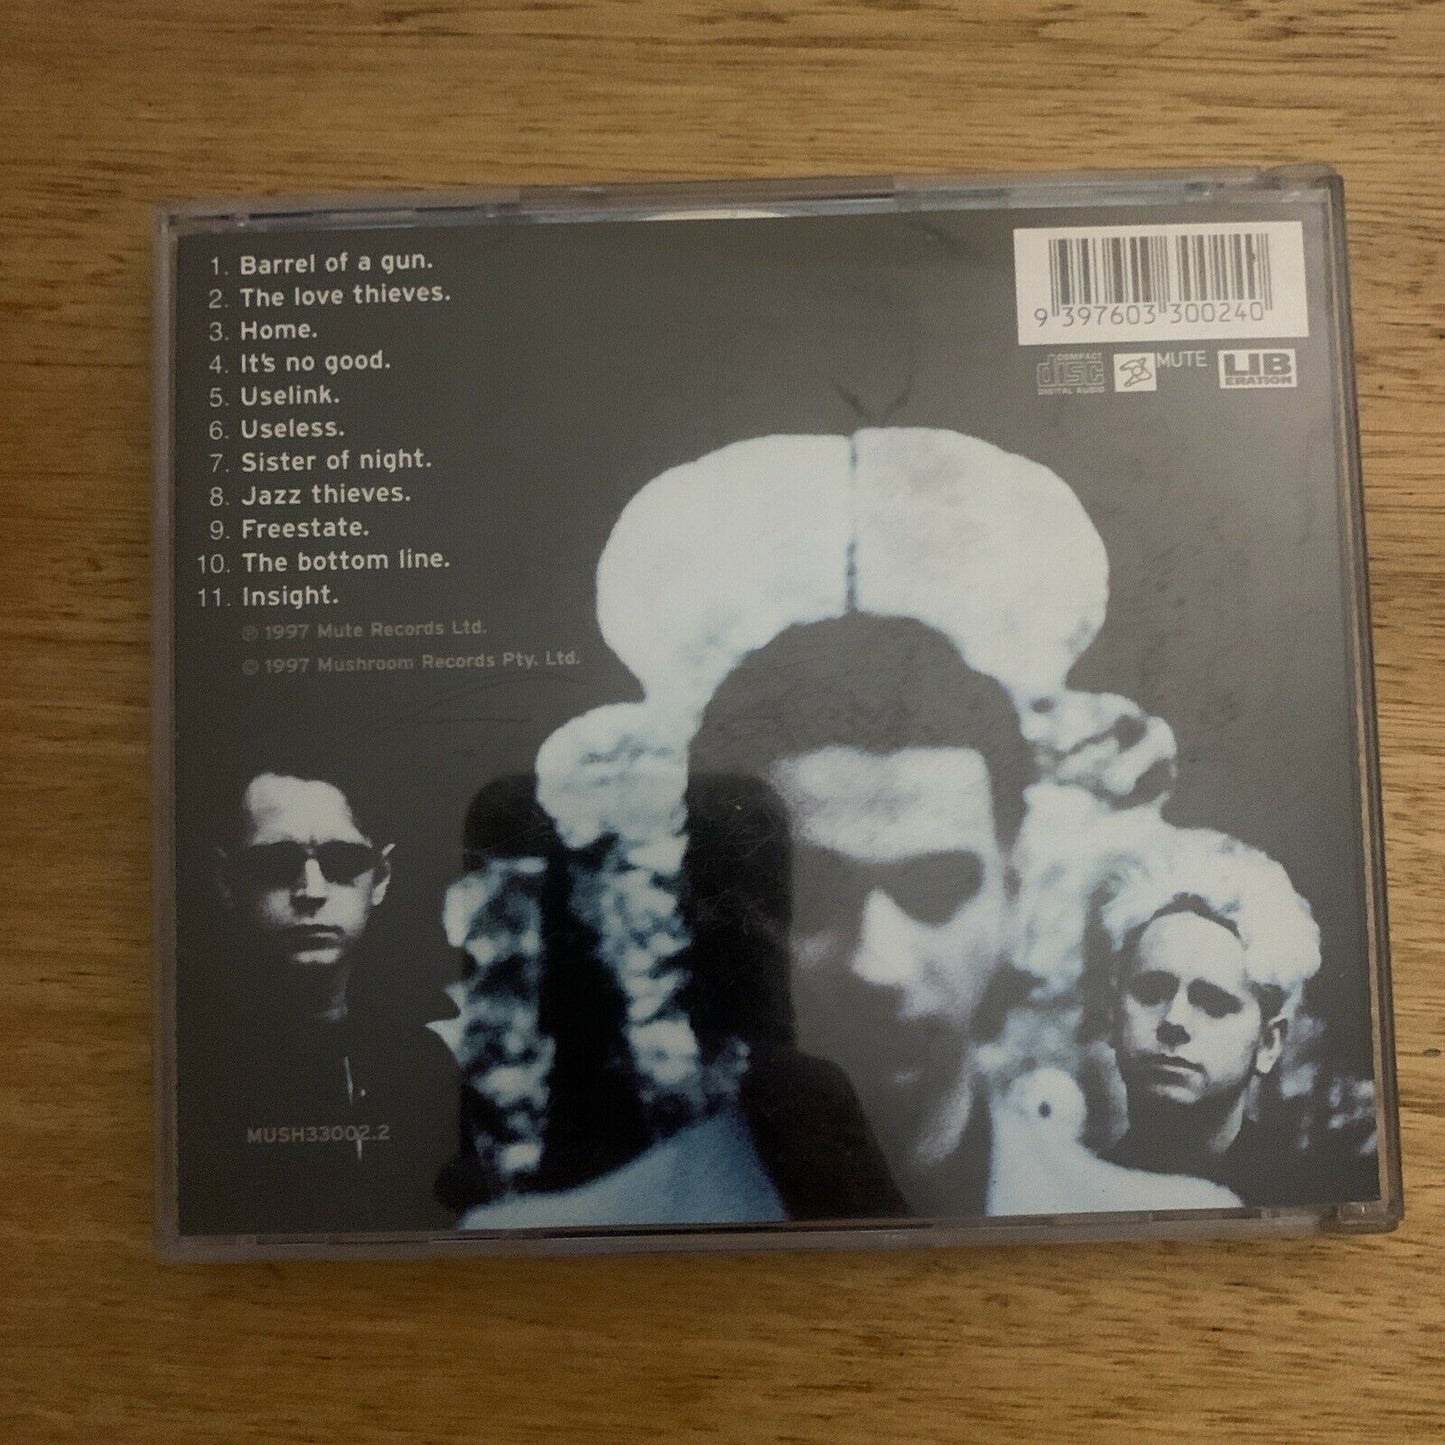 1. Barrel of a gun.
2. The love thieves.
3. Home.
4. It's no good.
5. Uselink.
6. Useless.
7. Sister of night.
8. Jazz thieves.
9. Freestate.
10. The bottom line.
11. Insight.
℗ 1997 Mute Records Ltd.
© 1997 Mushroom Records Pty. Ltd.
9 397603 300240
COMPACT
disc
DIGITAL AUDIO
MUTE
LIB
ERATION
MUSH33002.2